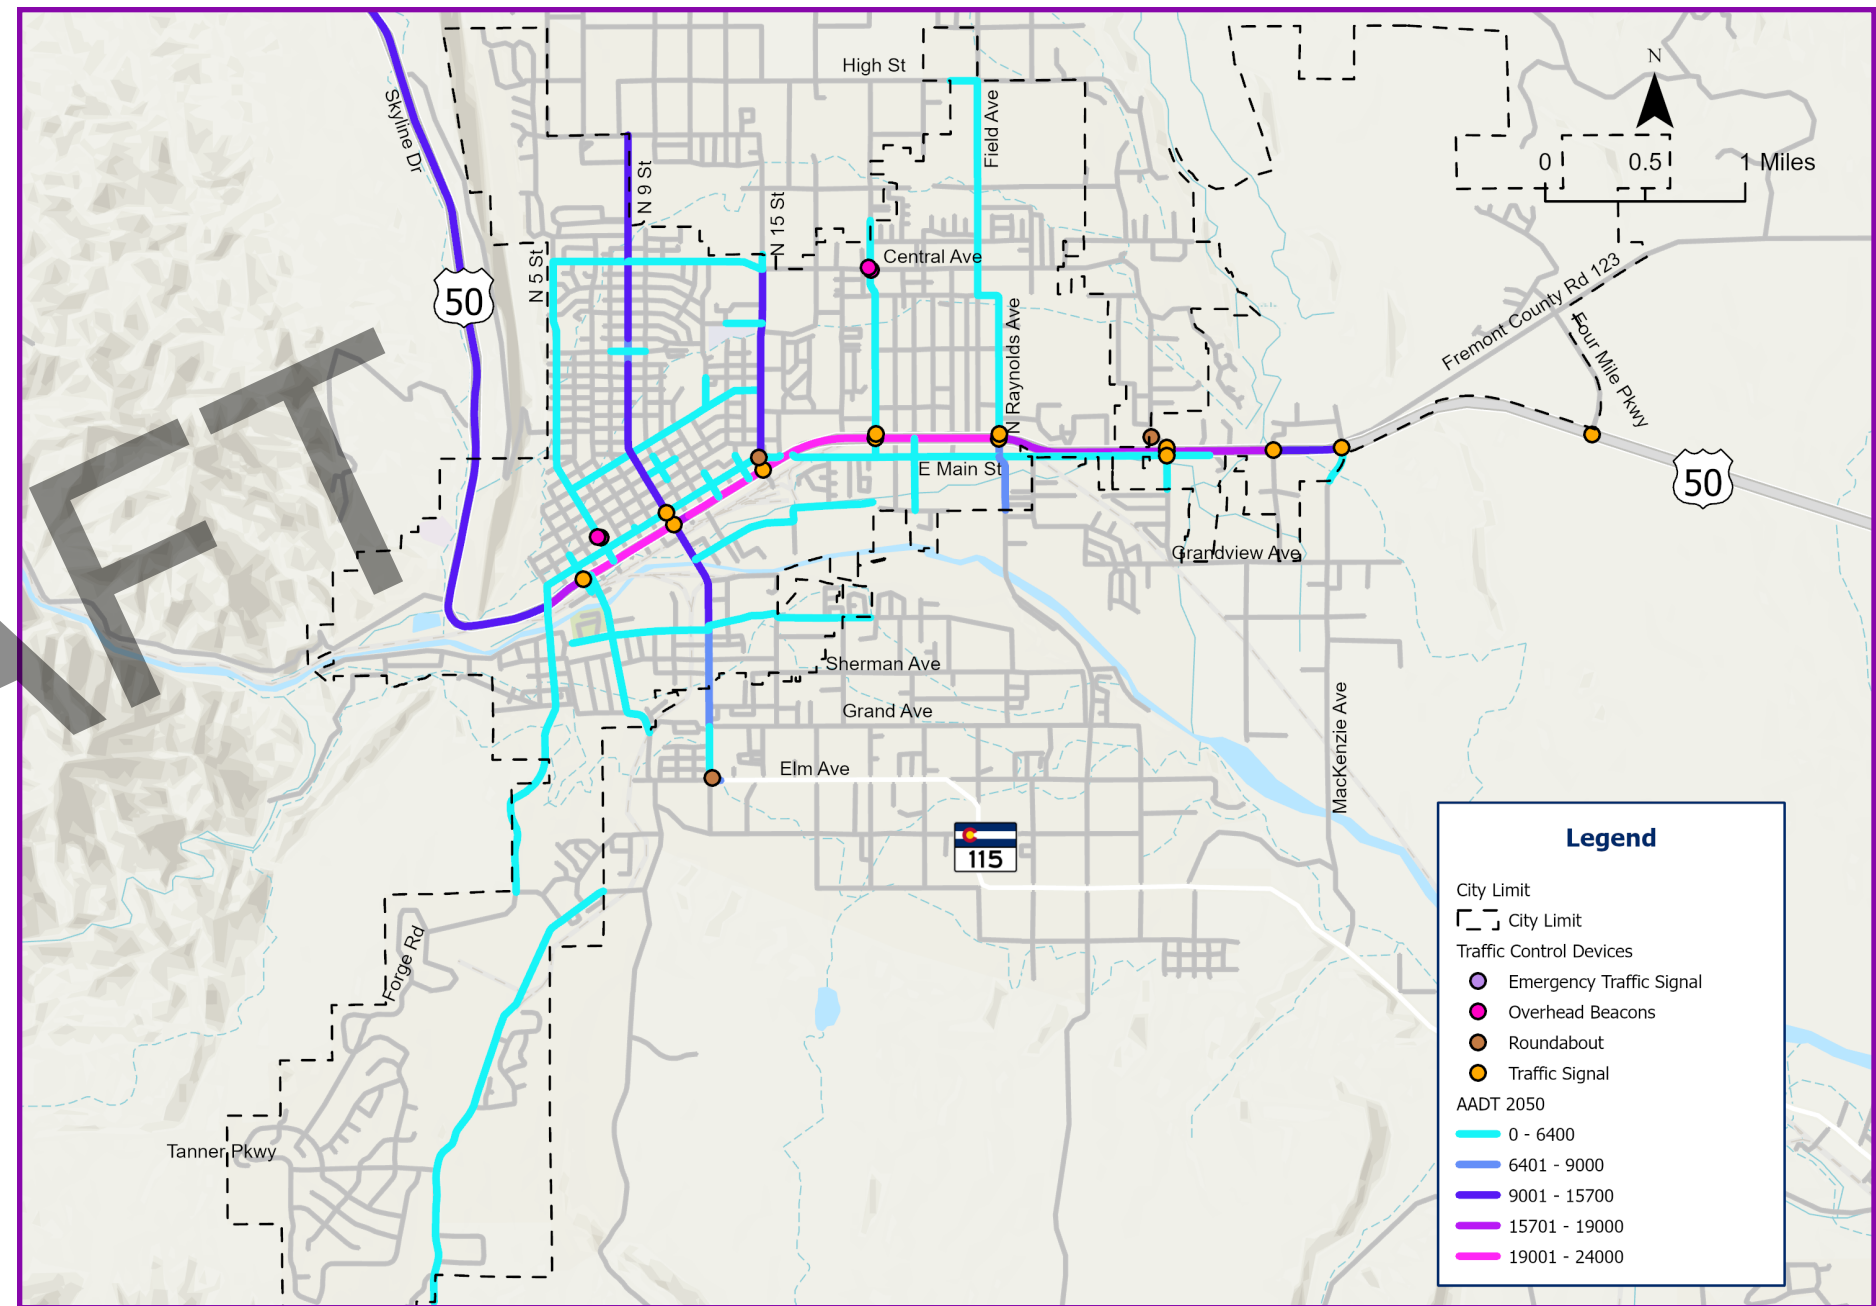 High St
N
Field Ave
Skyline Dr
0
0.5
1 Miles
N 9 St
N 15 St
Central Ave
N 5 St
50
Fremont County Rd 123
Four Mile Pkwy
N Raynolds Ave
E Main St
50
AFT
Grandview Ave
Sherman Ave
Grand Ave
MacKenzie Ave
Elm Ave
115
Forge Rd
Tanner Pkwy
Legend
City Limit
City Limit
Traffic Control Devices
Emergency Traffic Signal
Overhead Beacons
Roundabout
Traffic Signal
AADT 2050
0 - 6400
6401 - 9000
9001 - 15700
15701 - 19000
19001 - 24000